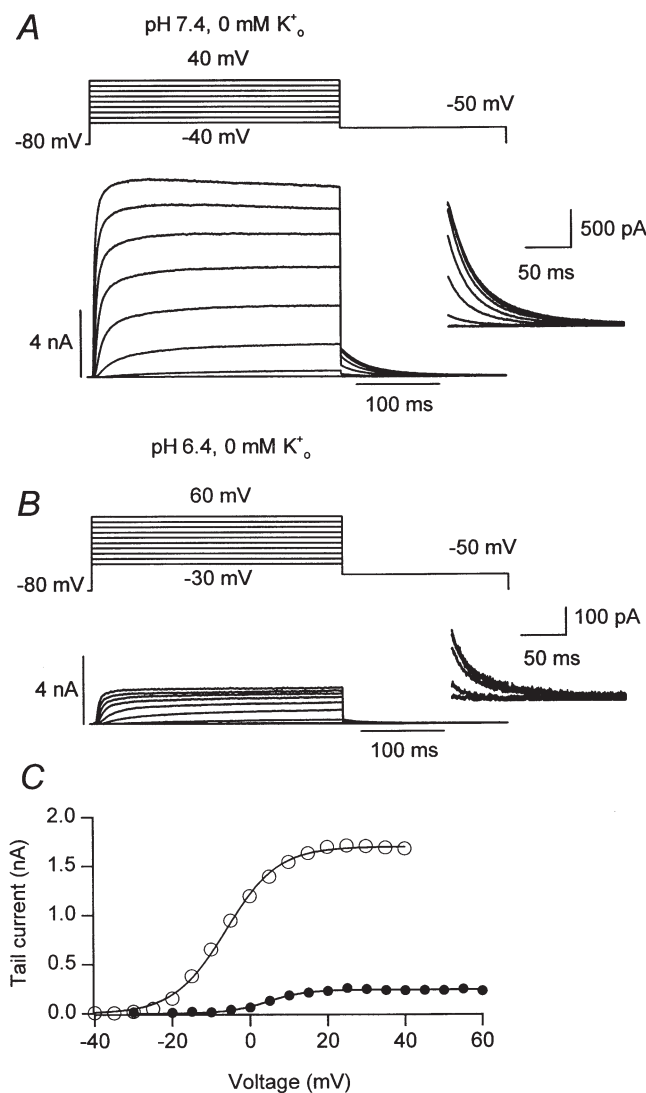 A
pH 7.4, 0 mM K⁺ₒ
40 mV
-50 mV
-80 mV
-40 mV
500 pA
50 ms
4 nA
100 ms
pH 6.4, 0 mM K⁺ₒ
B
60 mV
-50 mV
-80 mV
-30 mV
100 pA
50 ms
4 nA
100 ms
C
2.0
1.5
1.0
0.5
0.0
Tail current (nA)
-40 -20 0 20 40 60
Voltage (mV)